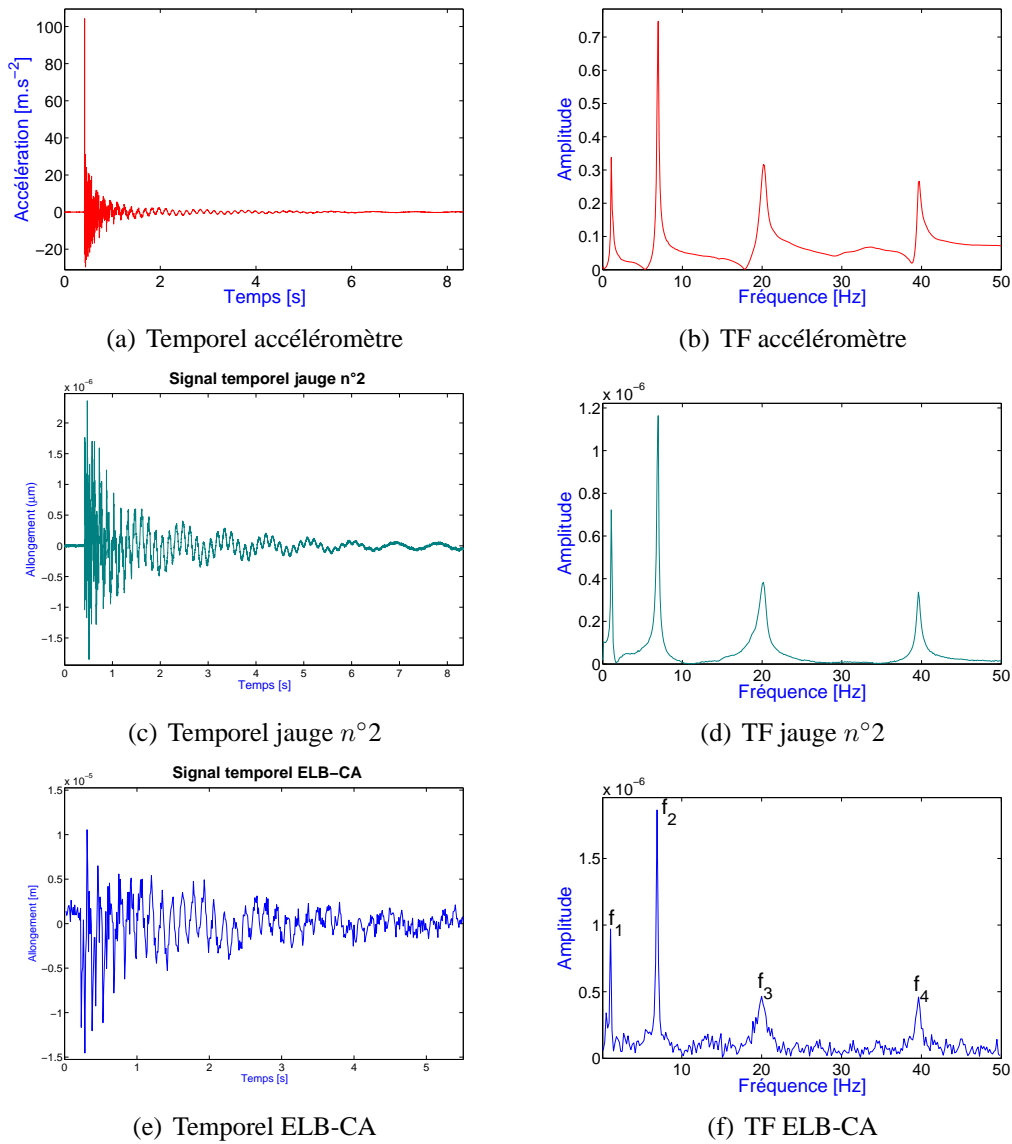 100
80
60
40
20
0
−20
0 2 4 6 8
Accélération [m.s−2]
Temps [s]
(a) Temporel accéléromètre
0.7
0.6
0.5
0.4
0.3
0.2
0.1
0
0 10 20 30 40 50
Amplitude
Fréquence [Hz]
(b) TF accéléromètre
Signal temporel jauge n°2
x 10−6
2
1.5
1
0.5
0
−0.5
−1
−1.5
0 1 2 3 4 5 6 7 8
Allongement (µm)
Temps [s]
(c) Temporel jauge n°2
x 10−6
1.2
1
0.8
0.6
0.4
0.2
0
0 10 20 30 40 50
Amplitude
Fréquence [Hz]
(d) TF jauge n°2
Signal temporel ELB−CA
x 10−5
1.5
1
0.5
0
−0.5
−1
−1.5
0 1 2 3 4 5
Allongement [m]
Temps [s]
(e) Temporel ELB-CA
x 10−6
1.5
1
0.5
0
0 10 20 30 40 50
f1
f2
f3
f4
Amplitude
Fréquence [Hz]
(f) TF ELB-CA